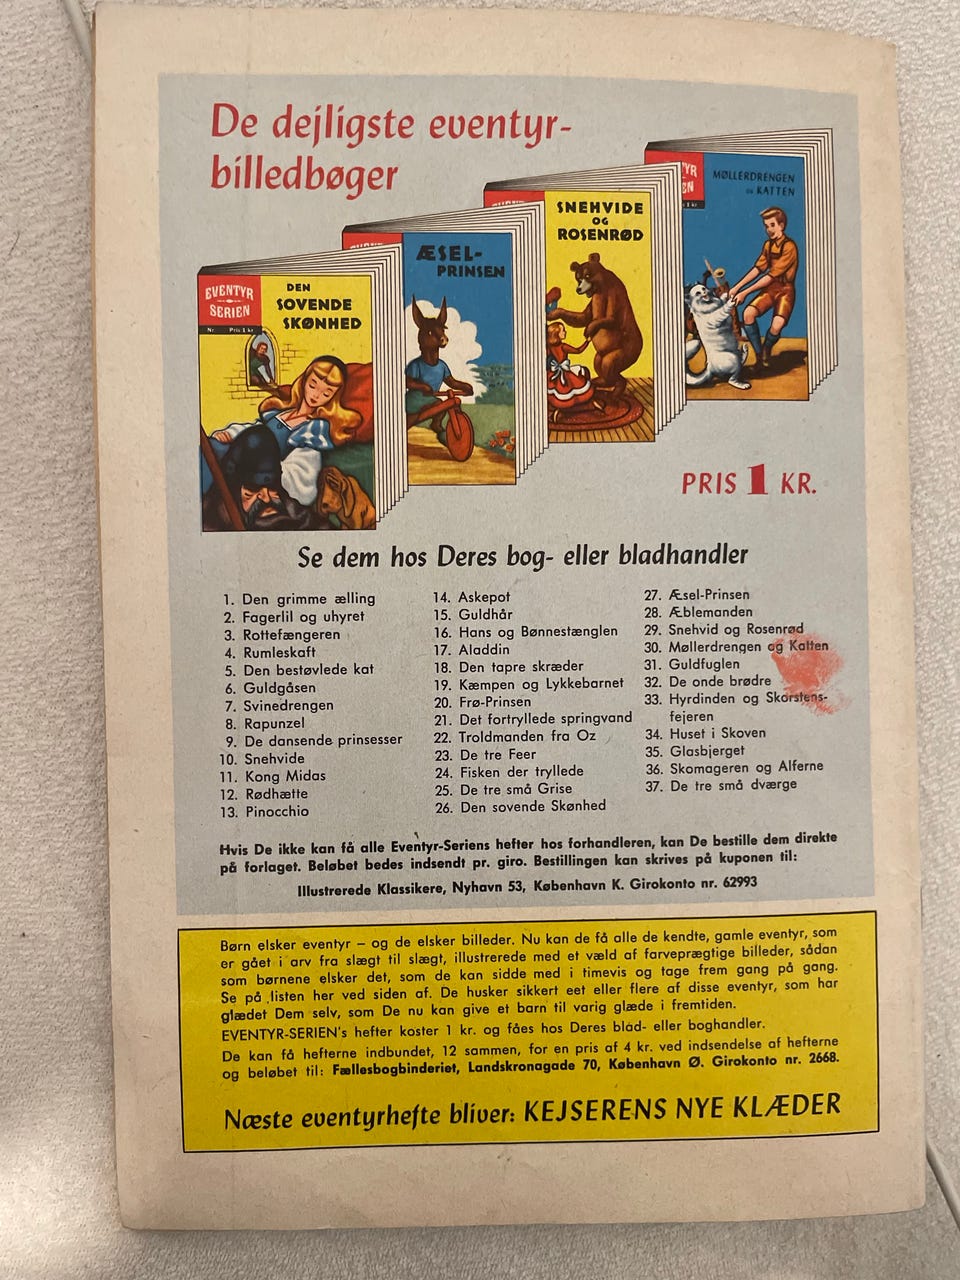 De dejligste eventyr-
billedbøger
EVENTYR
SERIEN
Nr. Pris 1 kr.
DEN
SOVENDE
SKØNHED
ÆSEL-
PRINSEN
SNEHVIDE
OG
ROSENRØD
MØLLERDRENGEN
OG KATTEN
PRIS 1 KR.
Se dem hos Deres bog- eller bladhandler
1. Den grimme ælling
2. Fagerlil og uhyret
3. Rottefængeren
4. Rumleskaft
5. Den bestøvlede kat
6. Guldgåsen
7. Svinedrengen
8. Rapunzel
9. De dansende prinsesser
10. Snehvide
11. Kong Midas
12. Rødhætte
13. Pinocchio
14. Askepot
15. Guldhår
16. Hans og Bønnestænglen
17. Aladdin
18. Den tapre skræder
19. Kæmpen og Lykkebarnet
20. Frø-Prinsen
21. Det fortryllede springvand
22. Troldmanden fra Oz
23. De tre Feer
24. Fisken der tryllede
25. De tre små Grise
26. Den sovende Skønhed
27. Æsel-Prinsen
28. Æblemanden
29. Snehvid og Rosenrød
30. Møllerdrengen og Katten
31. Guldfuglen
32. De onde brødre
33. Hyrdinden og Skorstens-
fejeren
34. Huset i Skoven
35. Glasbjerget
36. Skomageren og Alferne
37. De tre små dværge
Hvis De ikke kan få alle Eventyr-Seriens hefter hos forhandleren, kan De bestille dem direkte
på forlaget. Beløbet bedes indsendt pr. giro. Bestillingen kan skrives på kuponen til:
Illustrerede Klassikere, Nyhavn 53, København K. Girokonto nr. 62993
Børn elsker eventyr – og de elsker billeder. Nu kan de få alle de kendte, gamle eventyr, som
er gået i arv fra slægt til slægt, illustrerede med et væld af farveprægtige billeder, sådan
som børnene elsker det, som de kan sidde med i timevis og tage frem gang på gang.
Se på listen her ved siden af. De husker sikkert eet eller flere af disse eventyr, som har
glædet Dem selv, som De nu kan give et barn til varig glæde i fremtiden.
EVENTYR-SERIEN's hefter koster 1 kr. og fåes hos Deres blad- eller boghandler.
De kan få hefterne indbundet, 12 sammen, for en pris af 4 kr. ved indsendelse af hefterne
og beløbet til: Fællesbogbinderiet, Landskronagade 70, København Ø. Girokonto nr. 2668.
Næste eventyrhefte bliver: KEJSERENS NYE KLÆDER